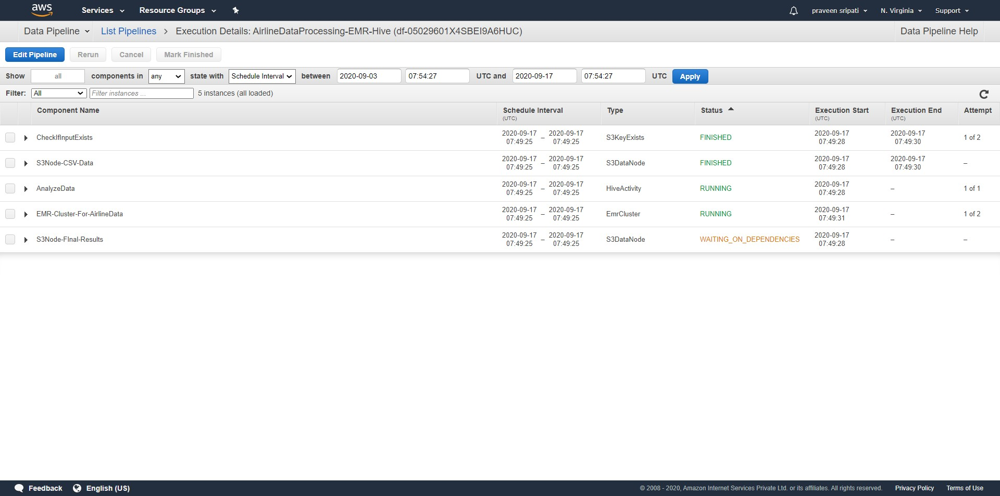 aws Services Resource Groups praveen sripati N. Virginia Support
Data Pipeline List Pipelines > Execution Details: AirlineDataProcessing-EMR-Hive (df-05029601X4SBEI9A6HUC) Data Pipeline Help
Edit Pipeline Rerun Cancel Mark Finished
Show all components in any state with Schedule Interval between 2020-09-03 07:54:27 UTC and 2020-09-17 07:54:27 UTC Apply
Filter: All Filter instances ... 5 instances (all loaded)
Component Name Schedule Interval Type Status Execution Start Execution End Attempt
(UTC) (UTC) (UTC)
CheckIfInputExists 2020-09-17 – 2020-09-17 S3KeyExists FINISHED 2020-09-17 2020-09-17 1 of 2
07:49:25 07:49:25 07:49:28 07:49:30
S3Node-CSV-Data 2020-09-17 – 2020-09-17 S3DataNode FINISHED 2020-09-17 2020-09-17 –
07:49:25 07:49:25 07:49:28 07:49:30
AnalyzeData 2020-09-17 – 2020-09-17 HiveActivity RUNNING 2020-09-17 – 1 of 1
07:49:25 07:49:25 07:49:28
EMR-Cluster-For-AirlineData 2020-09-17 – 2020-09-17 EmrCluster RUNNING 2020-09-17 – 1 of 2
07:49:25 07:49:25 07:49:31
S3Node-FInal-Results 2020-09-17 – 2020-09-17 S3DataNode WAITING_ON_DEPENDENCIES 2020-09-17 – –
07:49:25 07:49:25 07:49:28
Feedback English (US) © 2008 - 2020, Amazon Internet Services Private Ltd. or its affiliates. All rights reserved. Privacy Policy Terms of Use